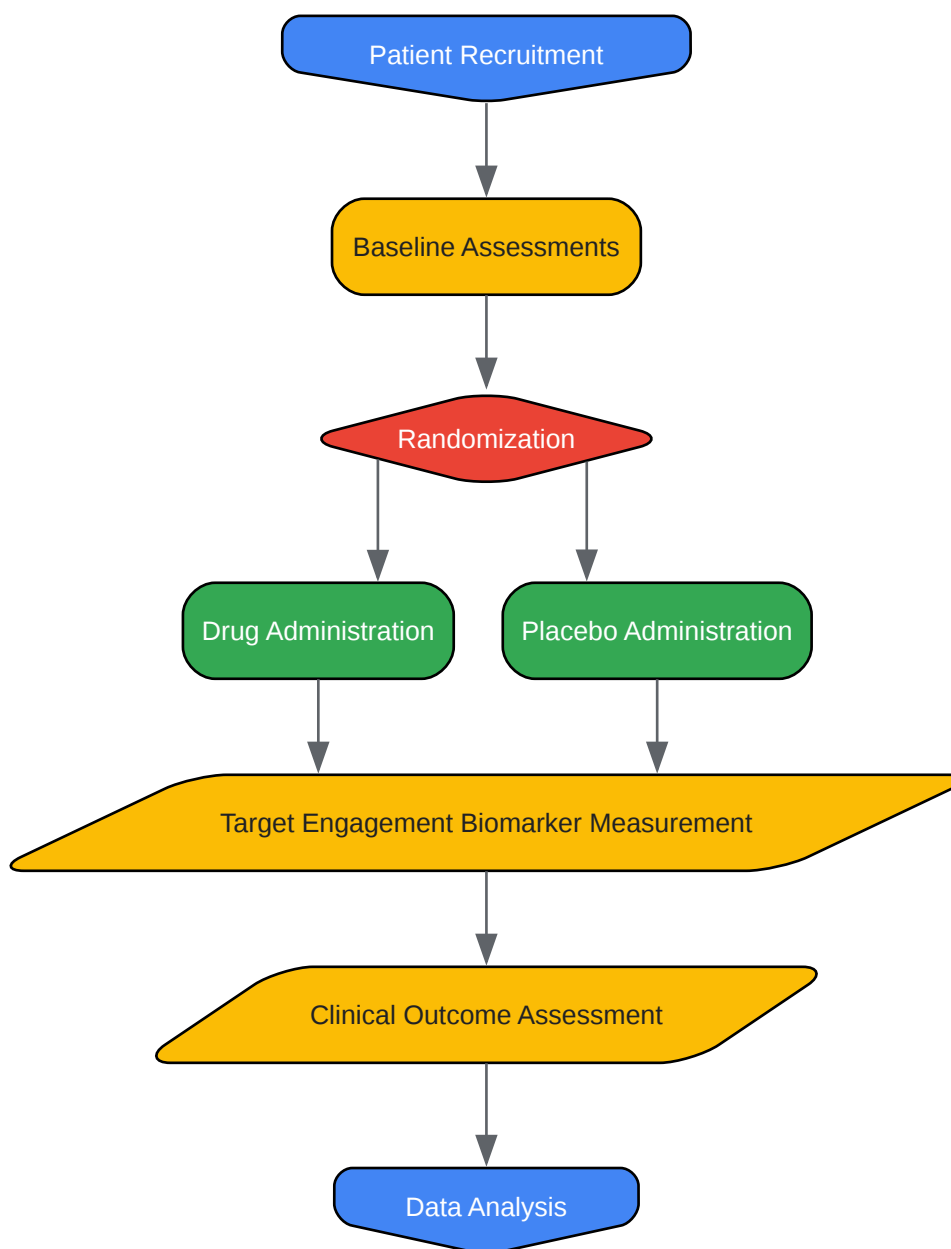 Patient Recruitment
Baseline Assessments
Randomization
Drug Administration
Placebo Administration
Target Engagement Biomarker Measurement
Clinical Outcome Assessment
Data Analysis